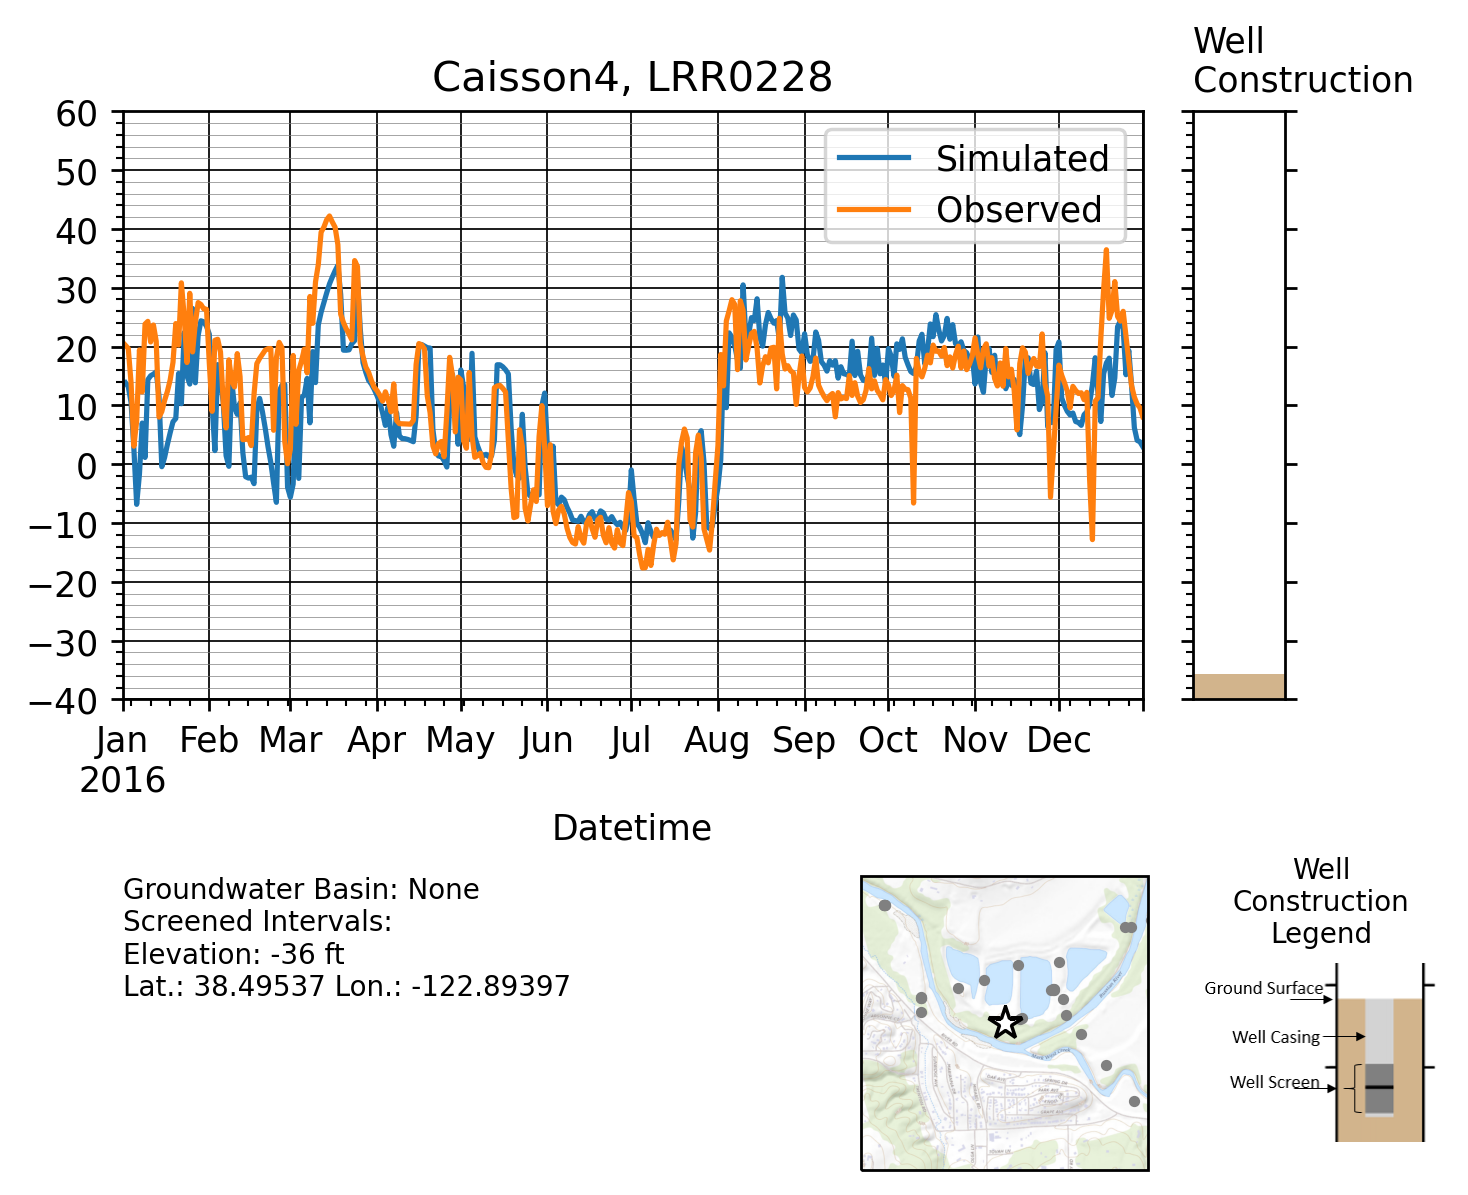 Well
Construction
Caisson4, LRR0228
60
50
40
30
20
10
0
−10
−20
−30
−40
Simulated
Observed
Jan Feb Mar Apr May Jun Jul Aug Sep Oct Nov Dec
2016
Datetime
Groundwater Basin: None
Screened Intervals:
Elevation: -36 ft
Lat.: 38.49537 Lon.: -122.89397
Well
Construction
Legend
Ground Surface
Well Casing
Well Screen